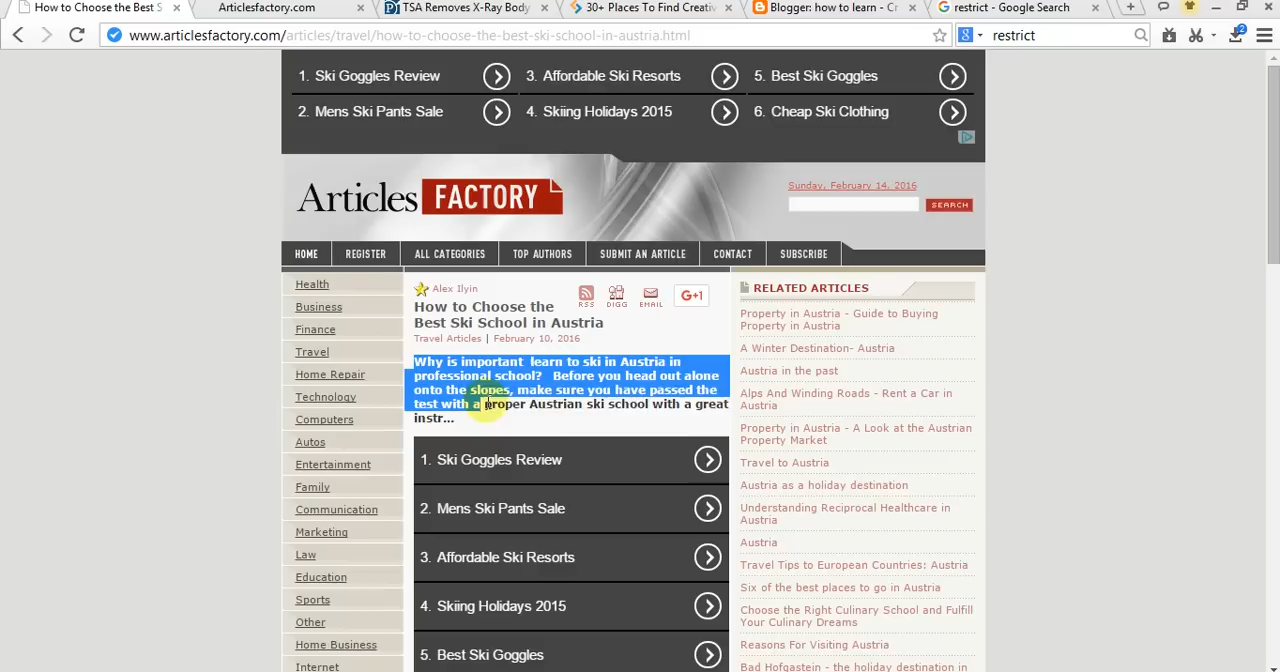 How to Choose the Best S
Articlesfactory.com
TSA Removes X-Ray Body
30+ Places To Find Creativ
Blogger: how to learn - Cr
restrict - Google Search
www.articlesfactory.com/articles/travel/how-to-choose-the-best-ski-school-in-austria.html
restrict
2
1. Ski Goggles Review
3. Affordable Ski Resorts
5. Best Ski Goggles
2. Mens Ski Pants Sale
4. Skiing Holidays 2015
6. Cheap Ski Clothing
Articles FACTORY
Sunday, February 14, 2016
SEARCH
HOME
REGISTER
ALL CATEGORIES
TOP AUTHORS
SUBMIT AN ARTICLE
CONTACT
SUBSCRIBE
Health
Business
Finance
Travel
Home Repair
Technology
Computers
Autos
Entertainment
Family
Communication
Marketing
Law
Education
Sports
Other
Home Business
Internet
Alex Ilyin
RSS
DIGG
EMAIL
G+1
How to Choose the
Best Ski School in Austria
Travel Articles | February 10, 2016
Why is important learn to ski in Austria in
professional school? Before you head out alone
onto the slopes, make sure you have passed the
test with a proper Austrian ski school with a great
instr...
1. Ski Goggles Review
2. Mens Ski Pants Sale
3. Affordable Ski Resorts
4. Skiing Holidays 2015
5. Best Ski Goggles
RELATED ARTICLES
Property in Austria - Guide to Buying
Property in Austria
A Winter Destination- Austria
Austria in the past
Alps And Winding Roads - Rent a Car in
Austria
Property in Austria - A Look at the Austrian
Property Market
Travel to Austria
Austria as a holiday destination
Understanding Reciprocal Healthcare in
Austria
Austria
Travel Tips to European Countries: Austria
Six of the best places to go in Austria
Choose the Right Culinary School and Fulfill
Your Culinary Dreams
Reasons For Visiting Austria
Bad Hofgastein - the holiday destination in